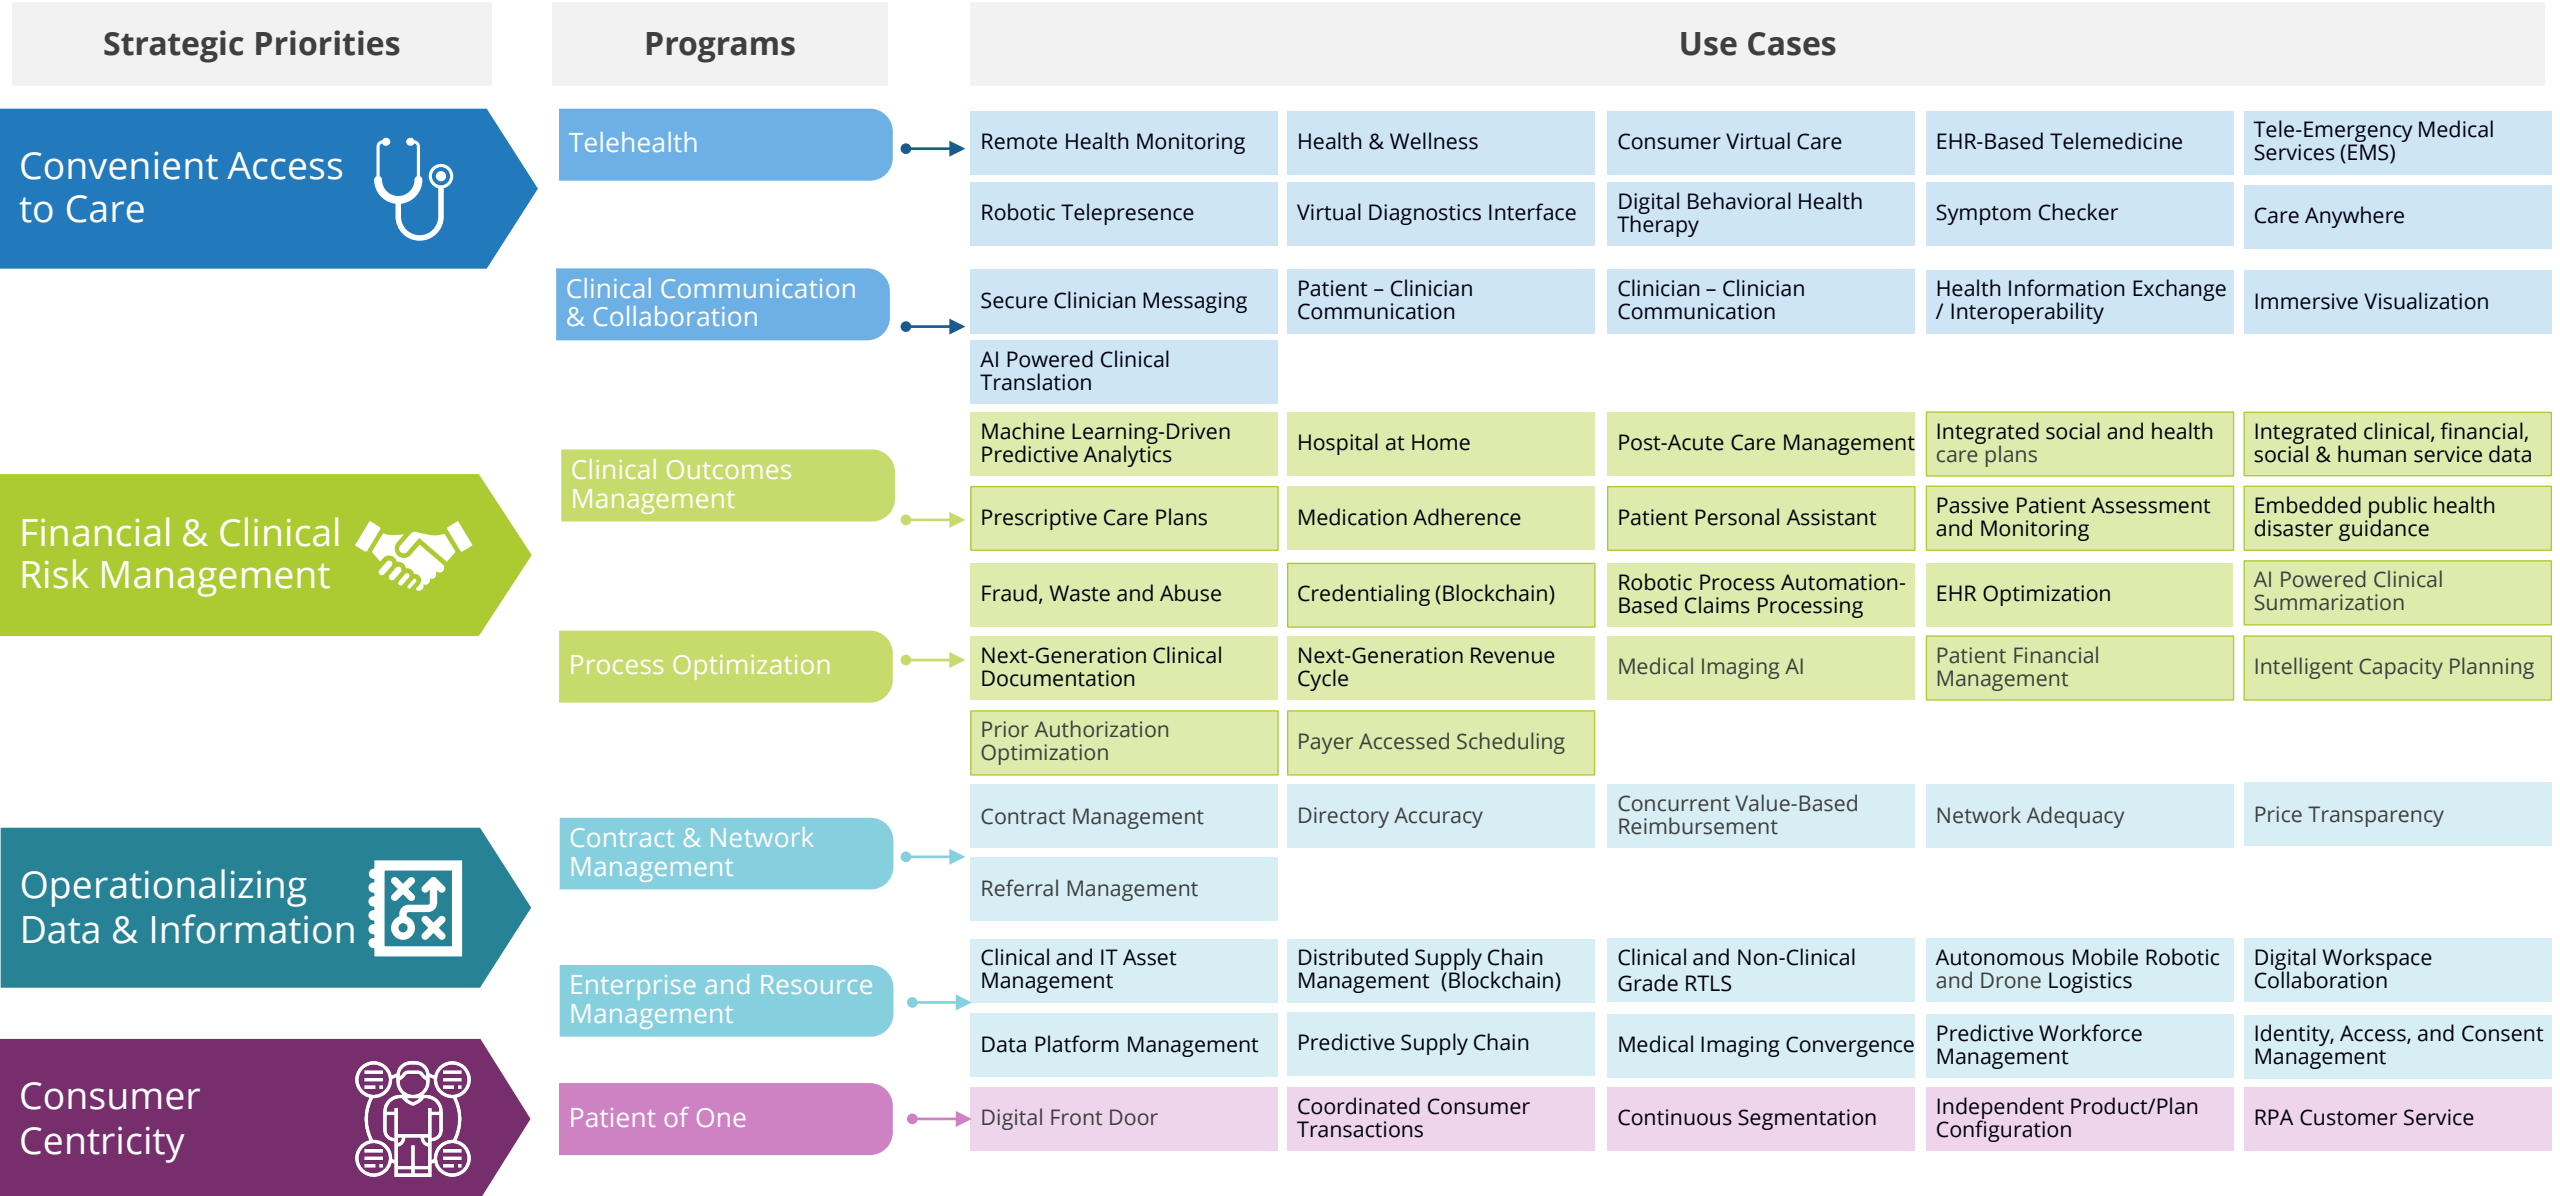 Strategic Priorities
Programs
Use Cases
Convenient Access
to Care
Telehealth
Remote Health Monitoring
Health & Wellness
Consumer Virtual Care
EHR-Based Telemedicine
Tele-Emergency Medical
Services (EMS)
Robotic Telepresence
Virtual Diagnostics Interface
Digital Behavioral Health
Therapy
Symptom Checker
Care Anywhere
Clinical Communication
& Collaboration
Secure Clinician Messaging
Patient – Clinician
Communication
Clinician – Clinician
Communication
Health Information Exchange
/ Interoperability
Immersive Visualization
AI Powered Clinical
Translation
Financial & Clinical
Risk Management
Clinical Outcomes
Management
Machine Learning-Driven
Predictive Analytics
Hospital at Home
Post-Acute Care Management
Integrated social and health
care plans
Integrated clinical, financial,
social & human service data
Prescriptive Care Plans
Medication Adherence
Patient Personal Assistant
Passive Patient Assessment
and Monitoring
Embedded public health
disaster guidance
Process Optimization
Fraud, Waste and Abuse
Credentialing (Blockchain)
Robotic Process Automation-
Based Claims Processing
EHR Optimization
AI Powered Clinical
Summarization
Next-Generation Clinical
Documentation
Next-Generation Revenue
Cycle
Medical Imaging AI
Patient Financial
Management
Intelligent Capacity Planning
Prior Authorization
Optimization
Payer Accessed Scheduling
Operationalizing
Data & Information
Contract & Network
Management
Contract Management
Directory Accuracy
Concurrent Value-Based
Reimbursement
Network Adequacy
Price Transparency
Referral Management
Enterprise and Resource
Management
Clinical and IT Asset
Management
Distributed Supply Chain
Management (Blockchain)
Clinical and Non-Clinical
Grade RTLS
Autonomous Mobile Robotic
and Drone Logistics
Digital Workspace
Collaboration
Data Platform Management
Predictive Supply Chain
Medical Imaging Convergence
Predictive Workforce
Management
Identity, Access, and Consent
Management
Consumer
Centricity
Patient of One
Digital Front Door
Coordinated Consumer
Transactions
Continuous Segmentation
Independent Product/Plan
Configuration
RPA Customer Service